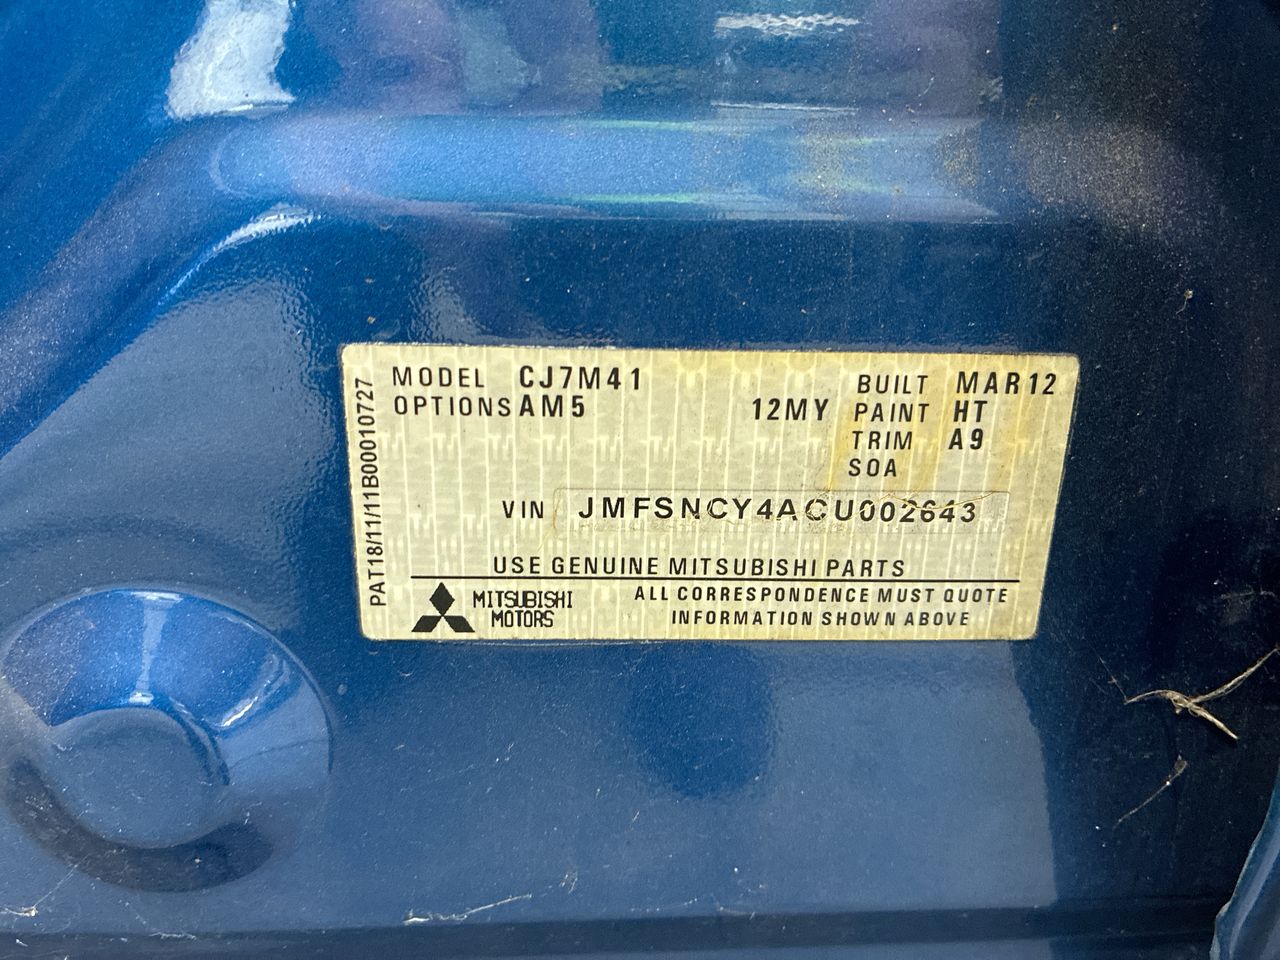 PAT18/11/11B00010727
MODEL CJ7M41 BUILT MAR12
OPTIONS AM5 12MY PAINT HT
TRIM A9
SOA
VIN JMFSNCY4ACU002643
USE GENUINE MITSUBISHI PARTS
MITSUBISHI MOTORS
ALL CORRESPONDENCE MUST QUOTE
INFORMATION SHOWN ABOVE